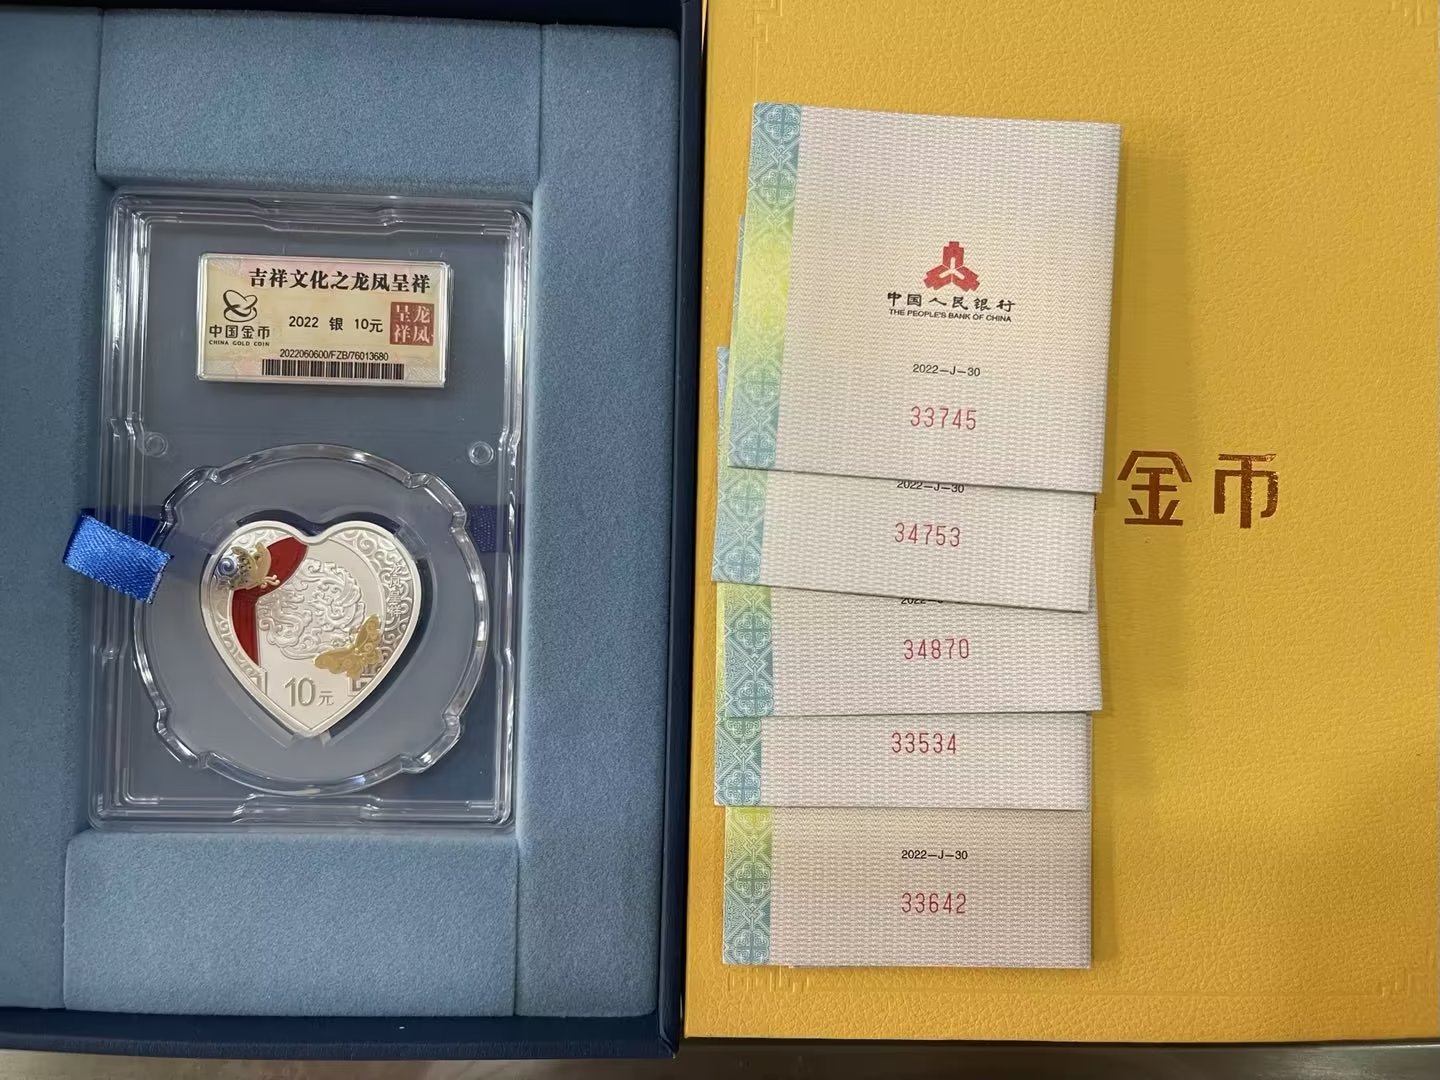 吉祥文化之龙凤呈祥
中国金币
CHINA GOLD COIN
2022 银 10元
呈龙
祥凤
2022060600/FZB/76013680
10元
中国人民银行
THE PEOPLE'S BANK OF CHINA
2022—J—30
33745
2022—J—30
34753
34870
33534
2022—J—30
33642
金币